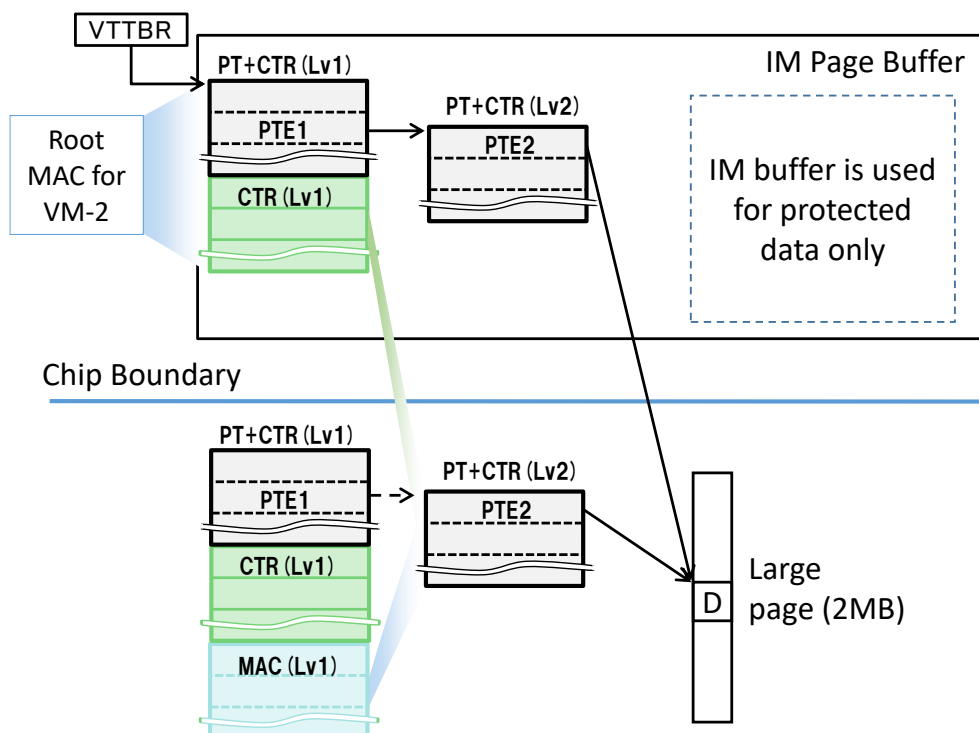 VTTBR
PT+CTR (Lv1)
IM Page Buffer
PTE1
PT+CTR (Lv2)
PTE2
Root
MAC for
VM-2
IM buffer is used
for protected
data only
CTR (Lv1)
Chip Boundary
PT+CTR (Lv1)
PTE1
PT+CTR (Lv2)
PTE2
CTR (Lv1)
MAC (Lv1)
D
Large
page (2MB)